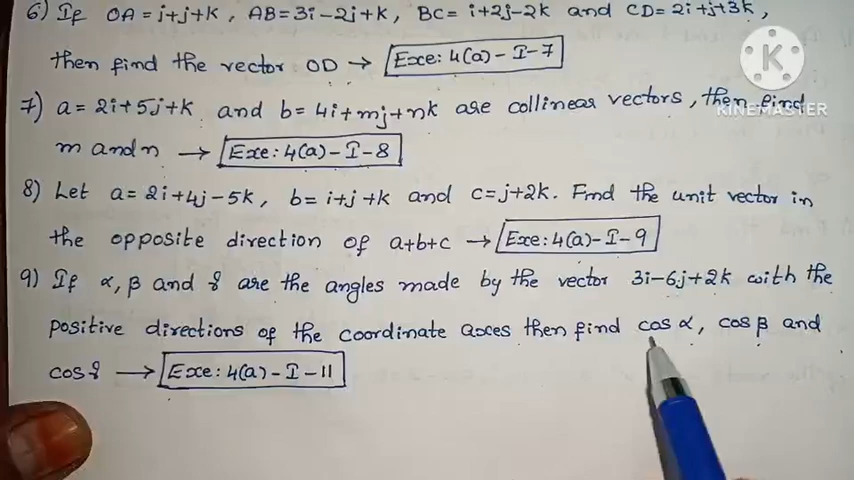 6) If OA = i+j+k, AB=3i-2j+k, BC= i+2j-2k and CD=2i+j+3k,
then find the vector OD → Exe: 4(a)-I-7
7) a = 2i+5j+k and b= 4i+mj+nk are collinear vectors, then find
m and n → Exe: 4(a)-I-8
8) Let a= 2i+4j-5k, b= i+j+k and c=j+2k. Find the unit vector in
the opposite direction of a+b+c → Exe: 4(a)-I-9
9) If α, β and γ are the angles made by the vector 3i-6j+2k with the
positive directions of the coordinate axes then find cos α, cos β and
cos γ → Exe: 4(a)-I-11
K
KINEMASTER